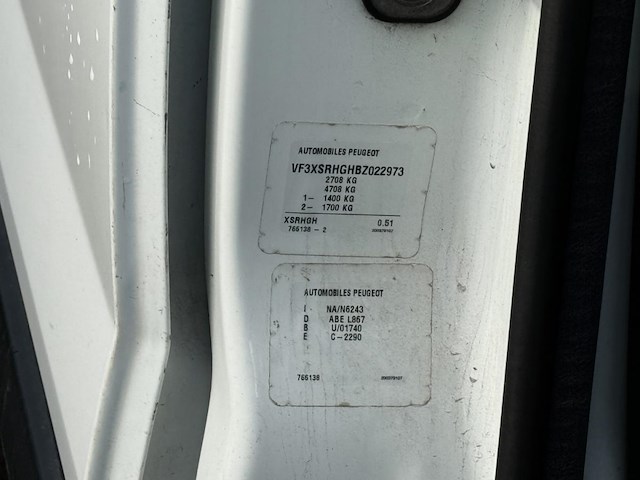 AUTOMOBILES PEUGEOT
VF3XSRHGHBZ022973
2708 KG
4708 KG
1- 1400 KG
2- 1700 KG
XSRHGH 0.51
766138 - 2
AUTOMOBILES PEUGEOT
I NA/N6243
D ABE L867
B U/01740
E C-2290
766138